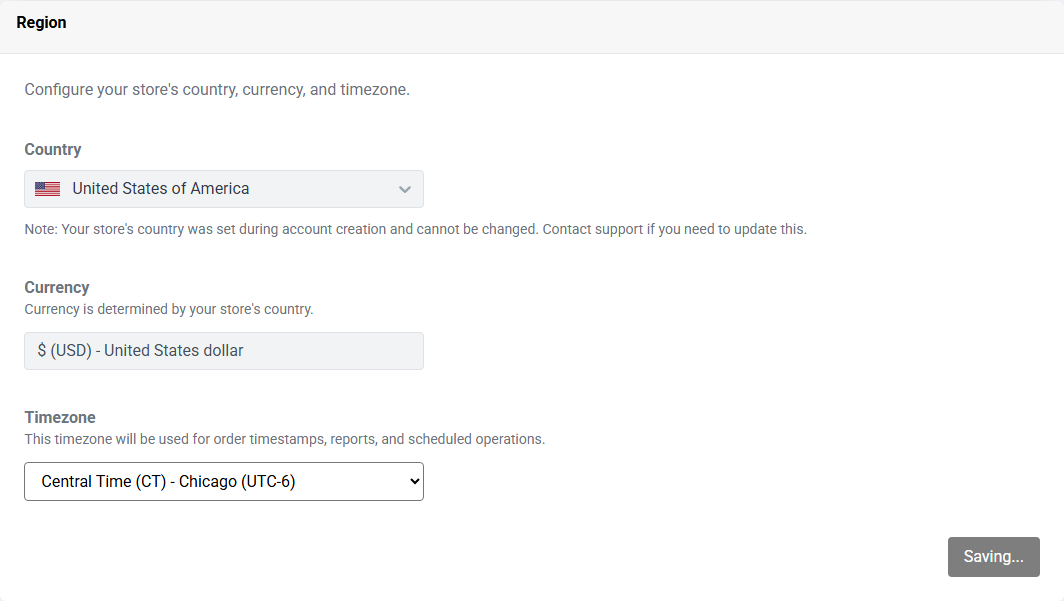 Region
Configure your store's country, currency, and timezone.
Country
United States of America
Note: Your store's country was set during account creation and cannot be changed. Contact support if you need to update this.
Currency
Currency is determined by your store's country.
$ (USD) - United States dollar
Timezone
This timezone will be used for order timestamps, reports, and scheduled operations.
Central Time (CT) - Chicago (UTC-6)
Saving...